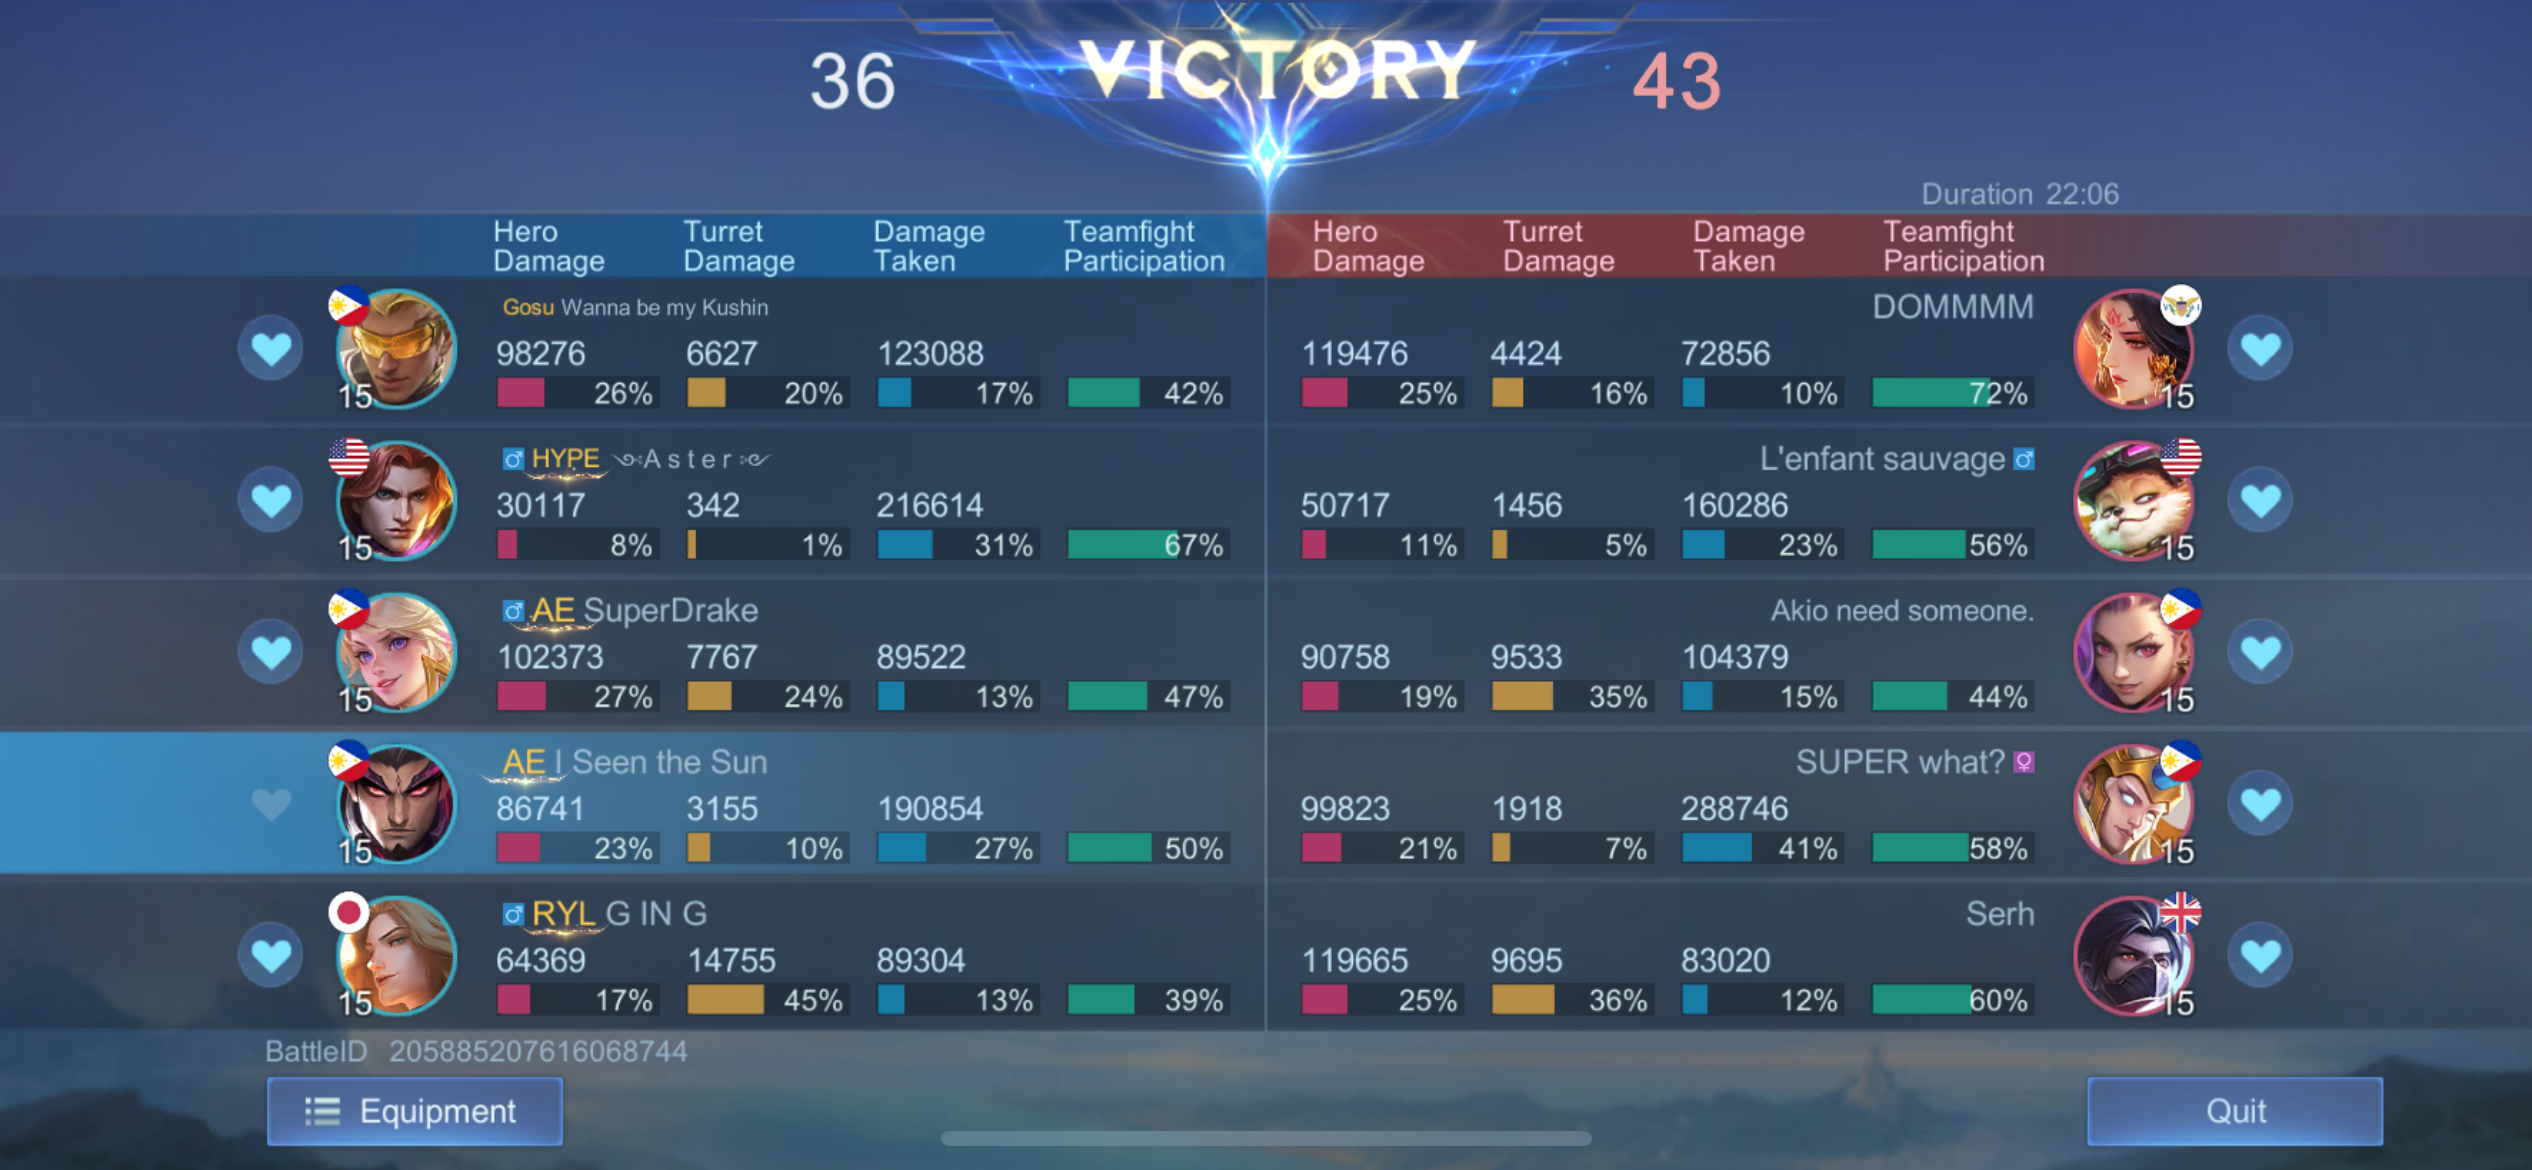 36 VICTORY 43
Duration 22:06
Hero Damage Turret Damage Damage Taken Teamfight Participation Hero Damage Turret Damage Damage Taken Teamfight Participation
Gosu Wanna be my Kushin
98276 6627 123088
15 26% 20% 17% 42%
DOMMMM
119476 4424 72856
25% 16% 10% 72% 15
♂ HYPE ꧁A s t e r꧂
30117 342 216614
15 8% 1% 31% 67%
L'enfant sauvage ♂
50717 1456 160286
11% 5% 23% 56% 15
♂ AE SuperDrake
102373 7767 89522
15 27% 24% 13% 47%
Akio need someone.
90758 9533 104379
19% 35% 15% 44% 15
AE I Seen the Sun
86741 3155 190854
15 23% 10% 27% 50%
SUPER what? ♀
99823 1918 288746
21% 7% 41% 58% 15
♂ RYL G IN G
64369 14755 89304
15 17% 45% 13% 39%
Serh
119665 9695 83020
25% 36% 12% 60% 15
BattleID 205885207616068744
Equipment Quit